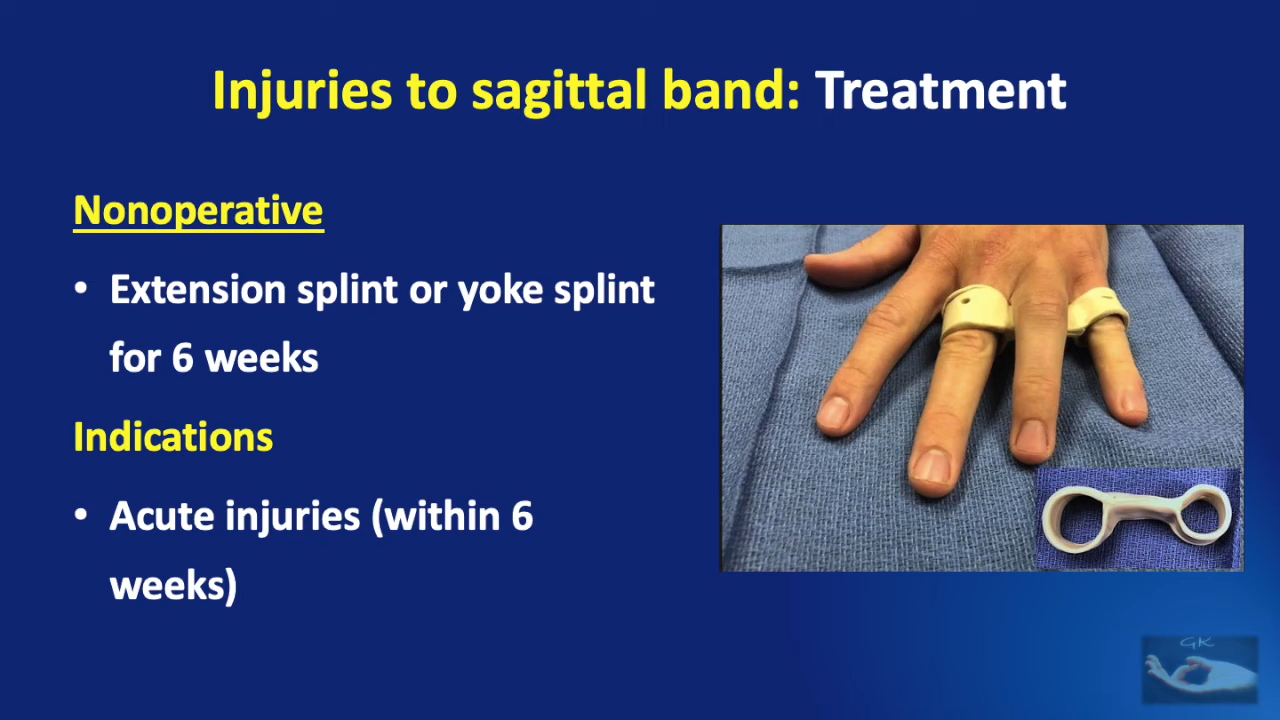 Injuries to sagittal band: Treatment
Nonoperative
• Extension splint or yoke splint
for 6 weeks
Indications
• Acute injuries (within 6
weeks)
GK